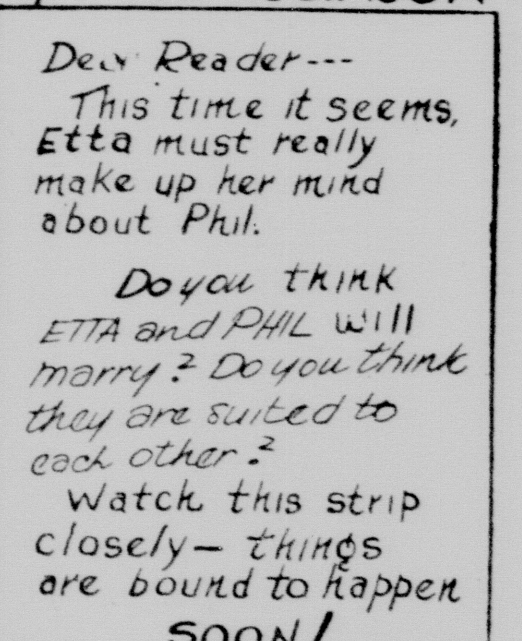 Dear Reader---
This time it seems,
Etta must really
make up her mind
about Phil.
Do you think
ETTA and PHIL will
marry? Do you think
they are suited to
each other?
Watch this strip
closely— things
are bound to happen
SOON!